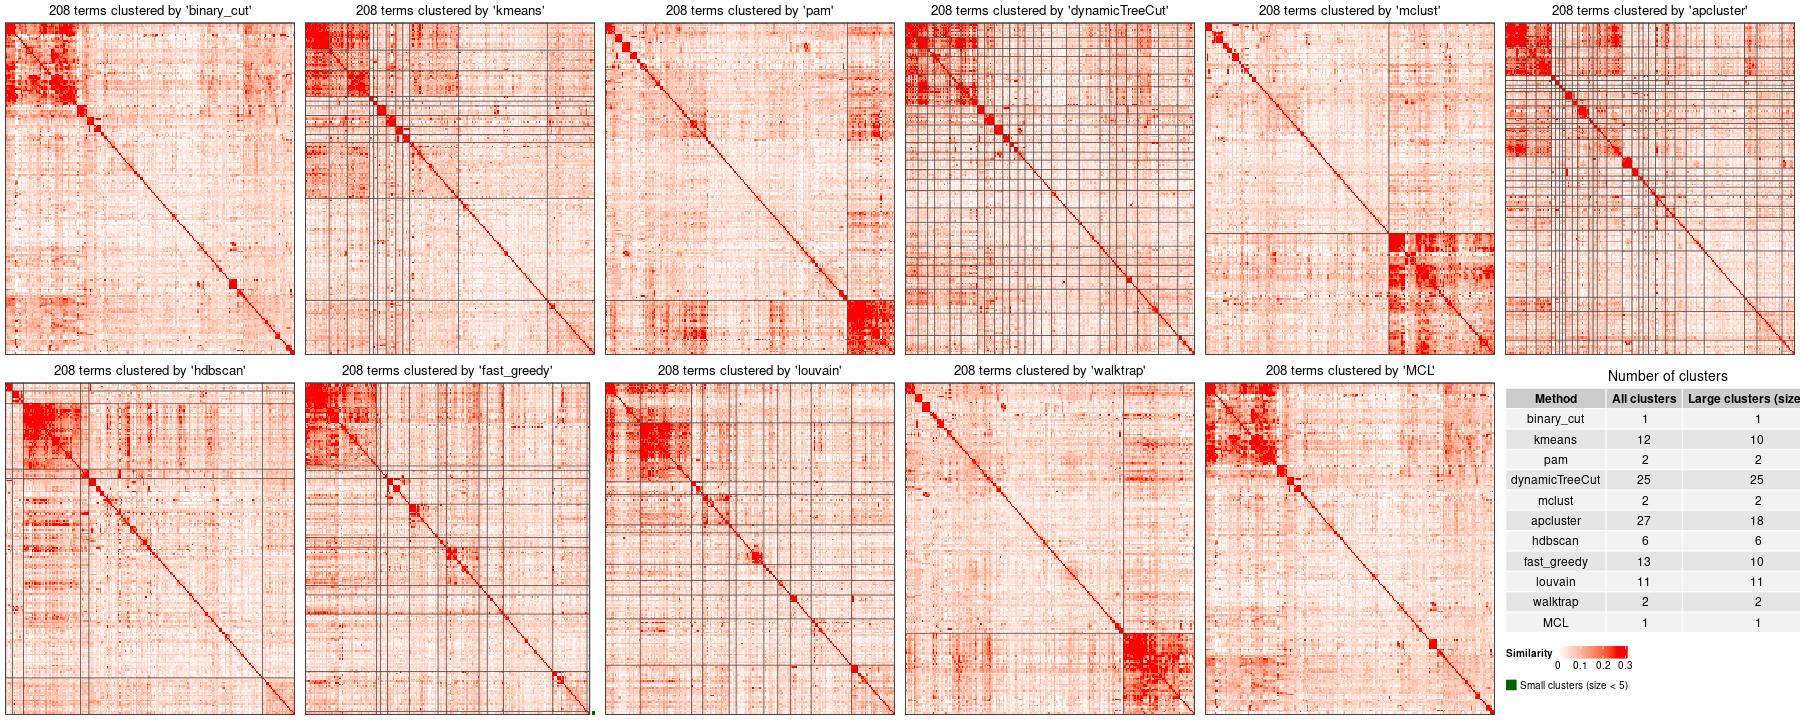 208 terms clustered by 'binary_cut'
208 terms clustered by 'kmeans'
208 terms clustered by 'pam'
208 terms clustered by 'dynamicTreeCut'
208 terms clustered by 'mclust'
208 terms clustered by 'apcluster'
208 terms clustered by 'hdbscan'
208 terms clustered by 'fast_greedy'
208 terms clustered by 'louvain'
208 terms clustered by 'walktrap'
208 terms clustered by 'MCL'
Number of clusters
Method All clusters Large clusters (size
binary_cut 1 1
kmeans 12 10
pam 2 2
dynamicTreeCut 25 25
mclust 2 2
apcluster 27 18
hdbscan 6 6
fast_greedy 13 10
louvain 11 11
walktrap 2 2
MCL 1 1
Similarity
0 0.1 0.2 0.3
Small clusters (size < 5)